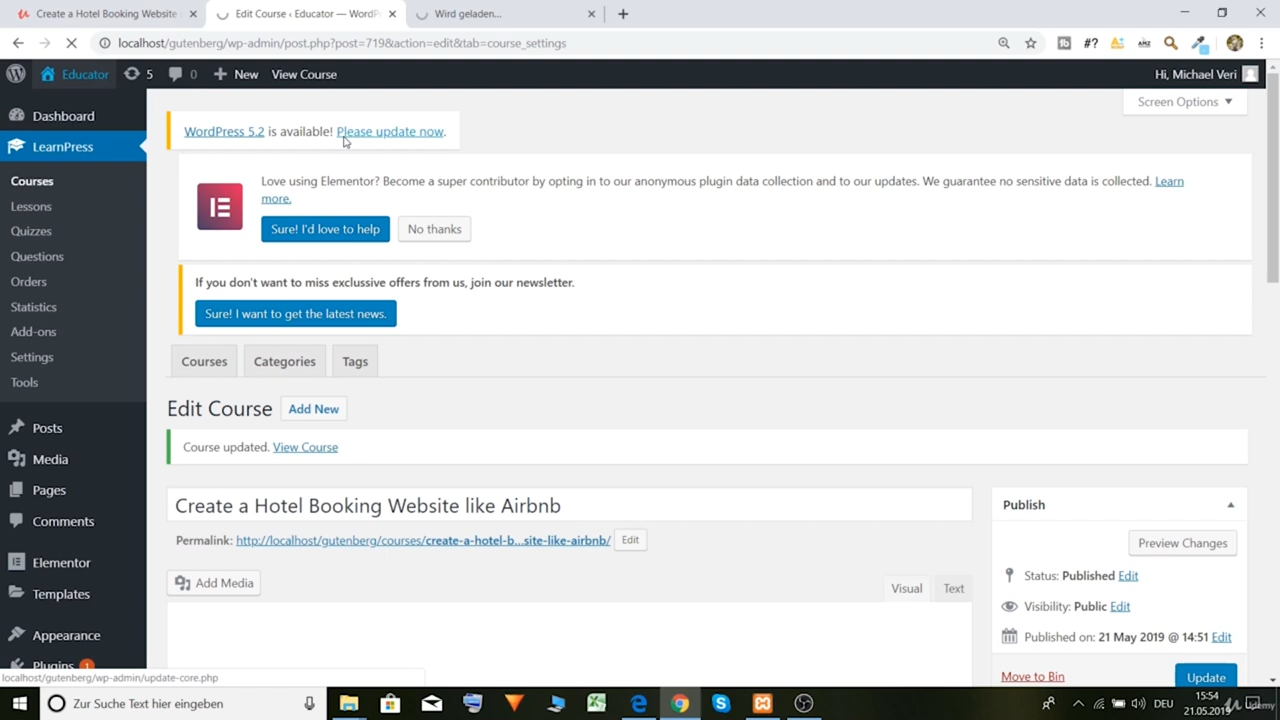 Create a Hotel Booking Website
Edit Course ‹ Educator — WordPr
Wird geladen...
localhost/gutenberg/wp-admin/post.php?post=719&action=edit&tab=course_settings
#?
Educator 5 0 New View Course Hi, Michael Veri
Screen Options
Dashboard
LearnPress
Courses
Lessons
Quizzes
Questions
Orders
Statistics
Add-ons
Settings
Tools
Posts
Media
Pages
Comments
Elementor
Templates
Appearance
Plugins 1
WordPress 5.2 is available! Please update now.
Love using Elementor? Become a super contributor by opting in to our anonymous plugin data collection and to our updates. We guarantee no sensitive data is collected. Learn
more.
Sure! I'd love to help No thanks
If you don't want to miss exclussive offers from us, join our newsletter.
Sure! I want to get the latest news.
Courses Categories Tags
Edit Course Add New
Course updated. View Course
Create a Hotel Booking Website like Airbnb
Permalink: http://localhost/gutenberg/courses/create-a-hotel-b...site-like-airbnb/ Edit
Add Media
Visual Text
Publish
Preview Changes
Status: Published Edit
Visibility: Public Edit
Published on: 21 May 2019 @ 14:51 Edit
Move to Bin Update
localhost/gutenberg/wp-admin/update-core.php
Zur Suche Text hier eingeben
DEU
15:54
21.05.2019
Udemy